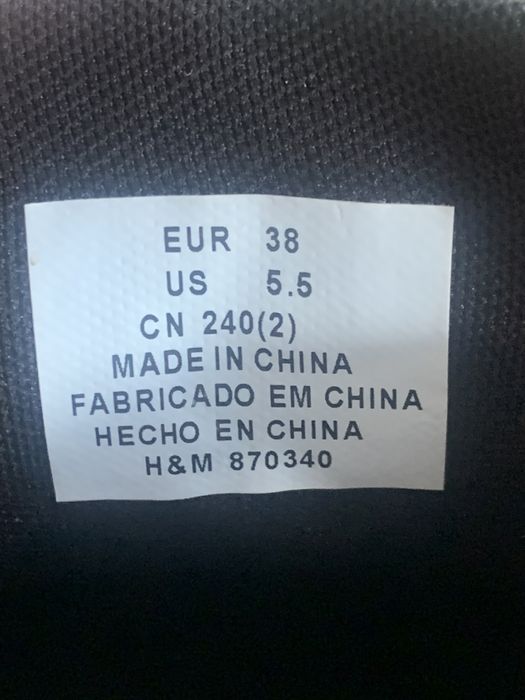 EUR 38
US 5.5
CN 240(2)
MADE IN CHINA
FABRICADO EM CHINA
HECHO EN CHINA
H&M 870340